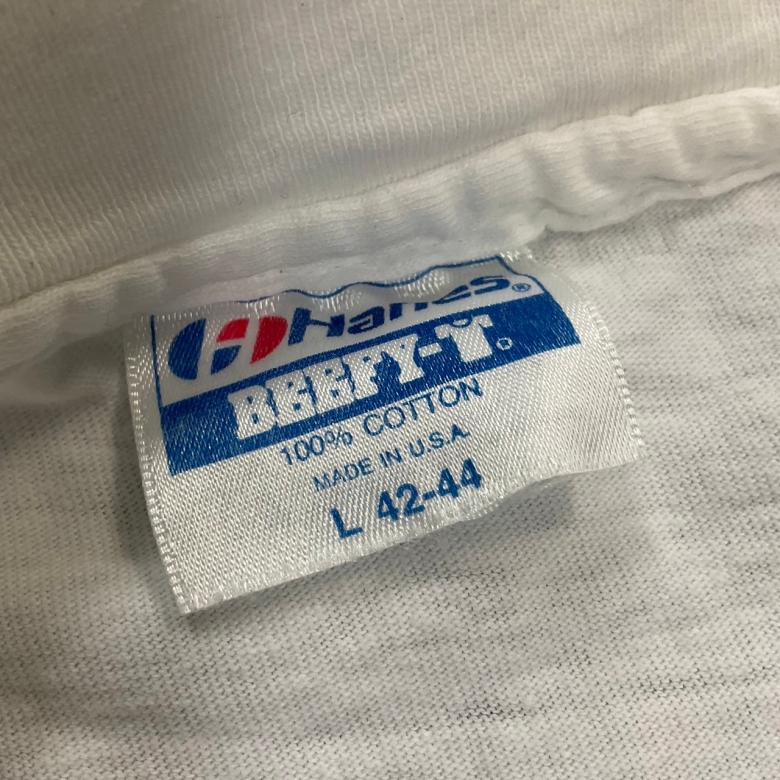 Hanes®
BEEFY-T®
100% COTTON
MADE IN U.S.A.
L 42-44